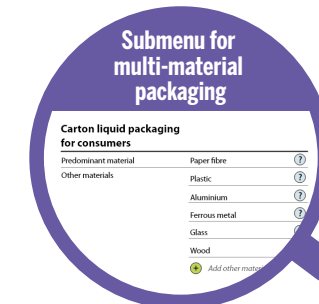 Submenu for
multi-material
packaging
Carton liquid packaging
for consumers
Predominant material Paper fibre ?
Other materials Plastic ?
Aluminium ?
Ferrous metal ?
Glass
Wood
+ Add other